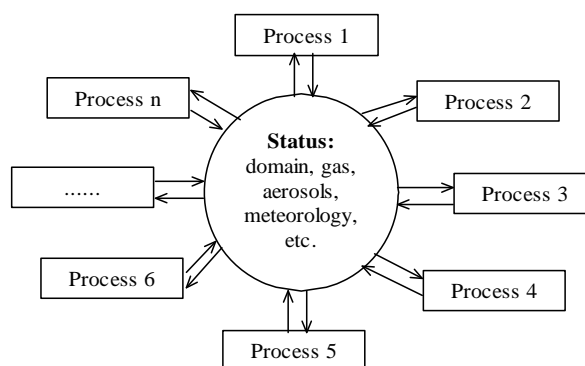 Process 1
Process n
Process 2
Status:
domain, gas,
aerosols,
meteorology,
etc.
......
Process 3
Process 6
Process 4
Process 5